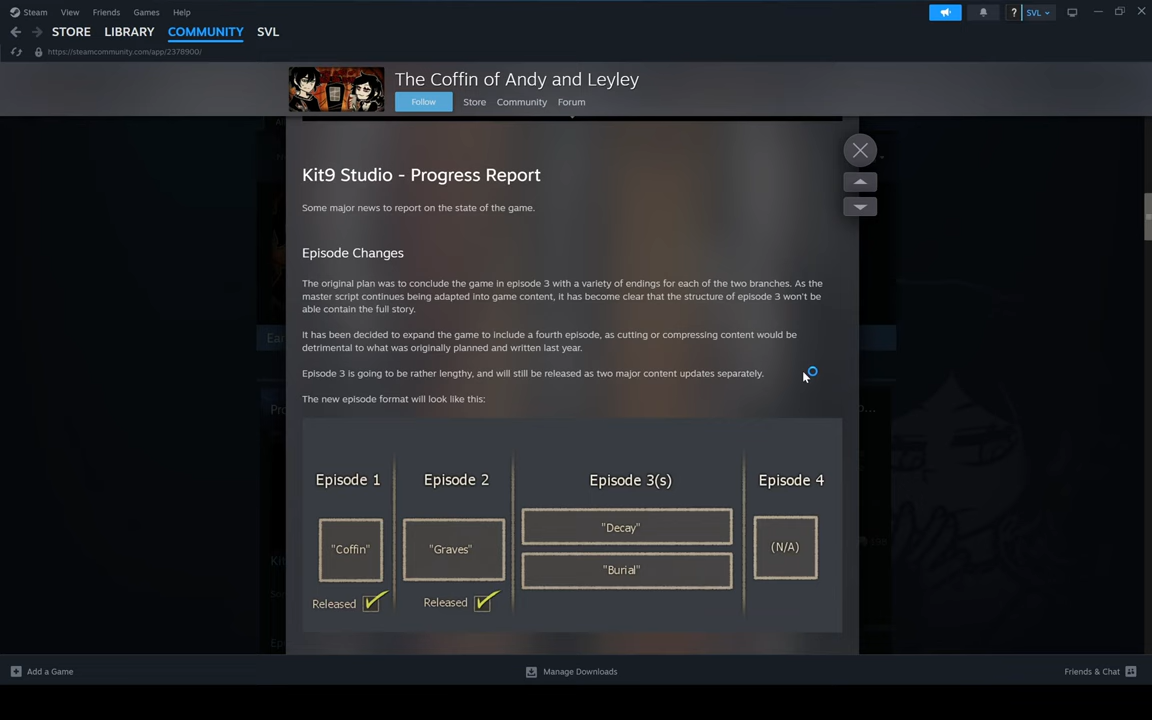 Steam View Friends Games Help
? SVL
STORE LIBRARY COMMUNITY SVL
https://steamcommunity.com/app/2378900/
The Coffin of Andy and Leyley
Follow Store Community Forum
Kit9 Studio - Progress Report
Some major news to report on the state of the game.
Episode Changes
The original plan was to conclude the game in episode 3 with a variety of endings for each of the two branches. As the
master script continues being adapted into game content, it has become clear that the structure of episode 3 won't be
able contain the full story.
It has been decided to expand the game to include a fourth episode, as cutting or compressing content would be
detrimental to what was originally planned and written last year.
Episode 3 is going to be rather lengthy, and will still be released as two major content updates separately.
The new episode format will look like this:
Episode 1 Episode 2 Episode 3(s) Episode 4
"Coffin" "Graves" "Decay" (N/A)
"Burial"
Released Released
Add a Game Manage Downloads Friends & Chat